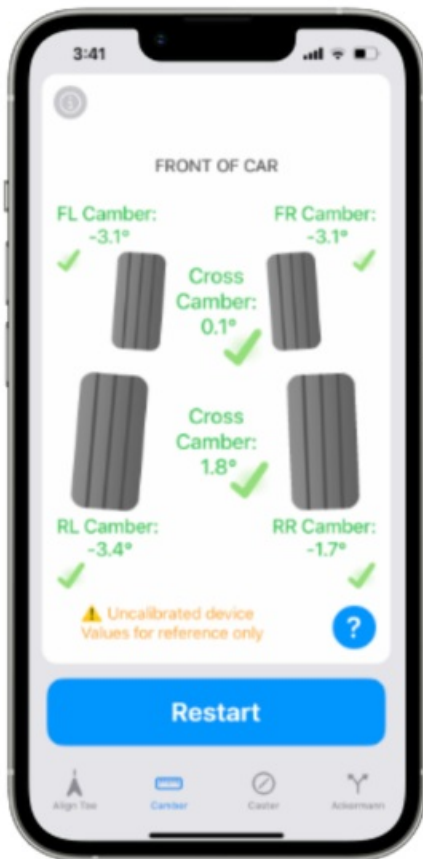 3:41
FRONT OF CAR
FL Camber:
-3.1°
FR Camber:
-3.1°
Cross
Camber:
0.1°
Cross
Camber:
1.8°
RL Camber:
-3.4°
RR Camber:
-1.7°
Uncalibrated device
Values for reference only
?
Restart
Align Toe
Camber
Caster
Ackermann